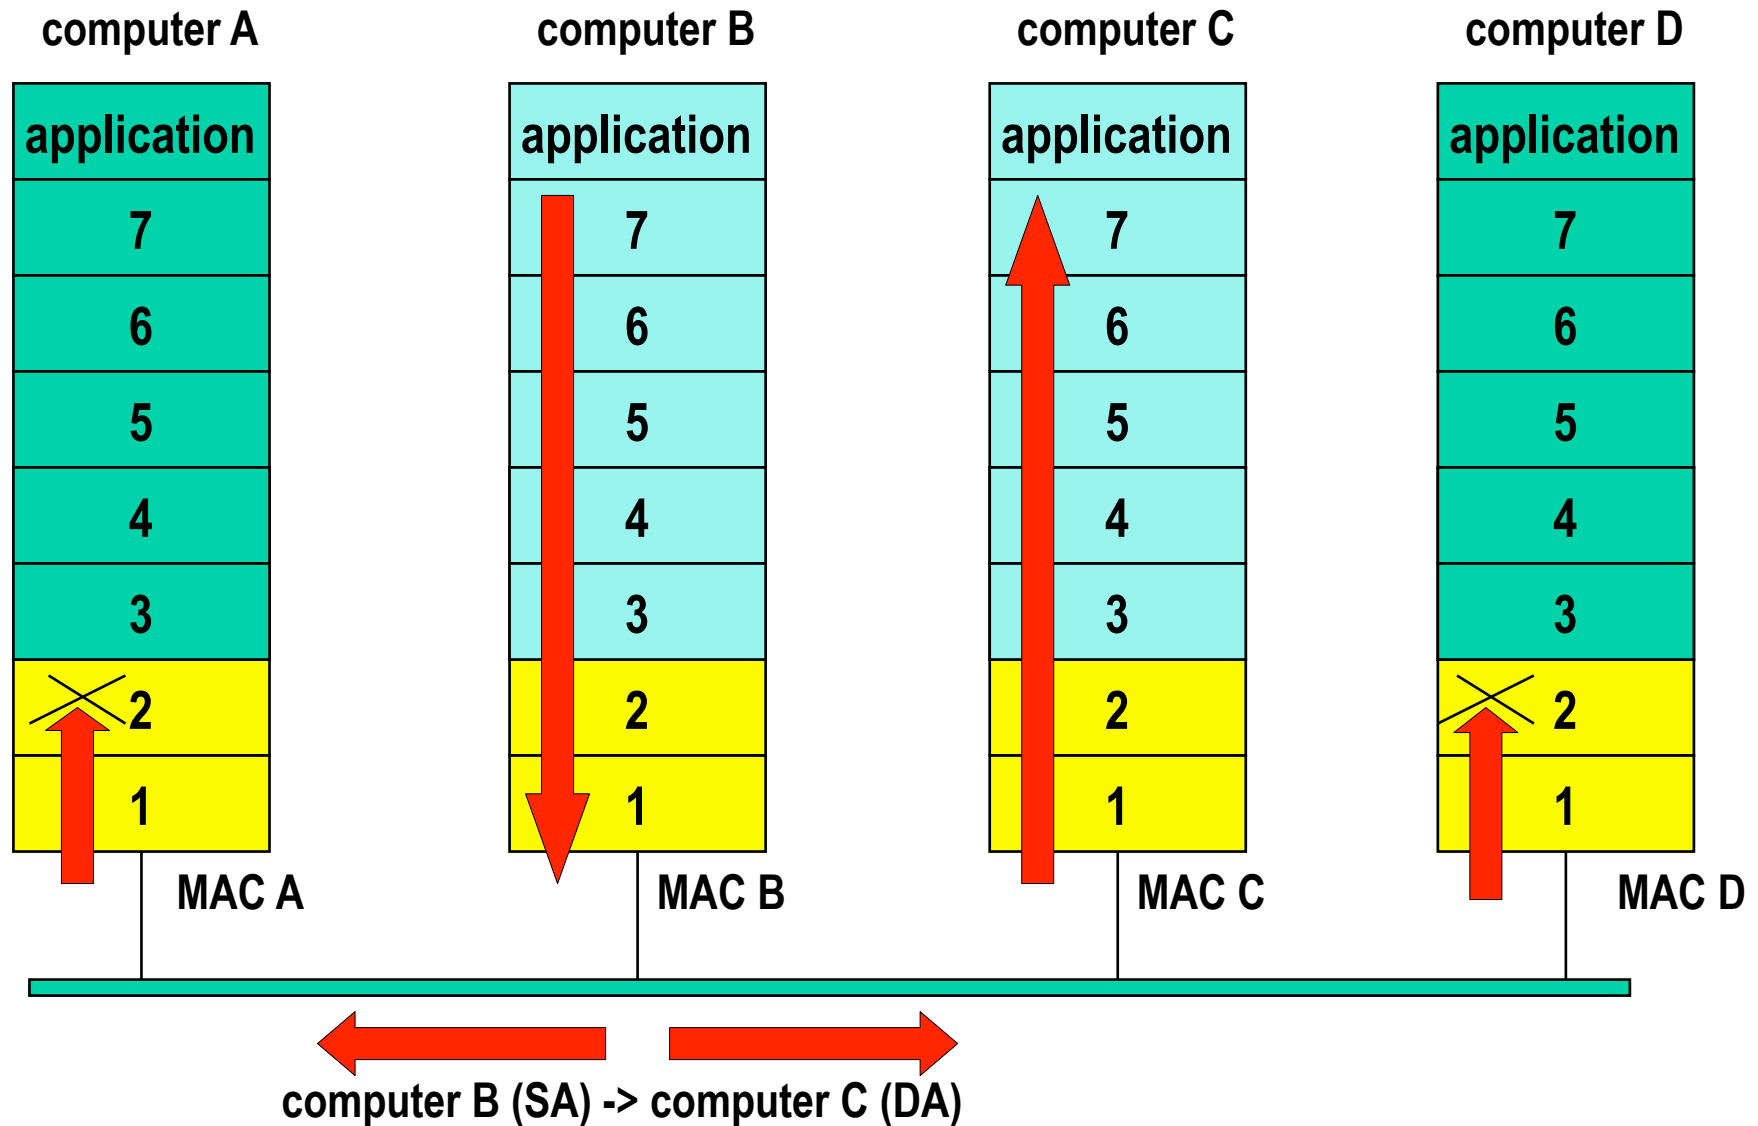 computer A computer B computer C computer D
application application application application
7 7 7 7
6 6 6 6
5 5 5 5
4 4 4 4
3 3 3 3
2 2 2 2
1 1 1 1
MAC A MAC B MAC C MAC D
computer B (SA) -> computer C (DA)